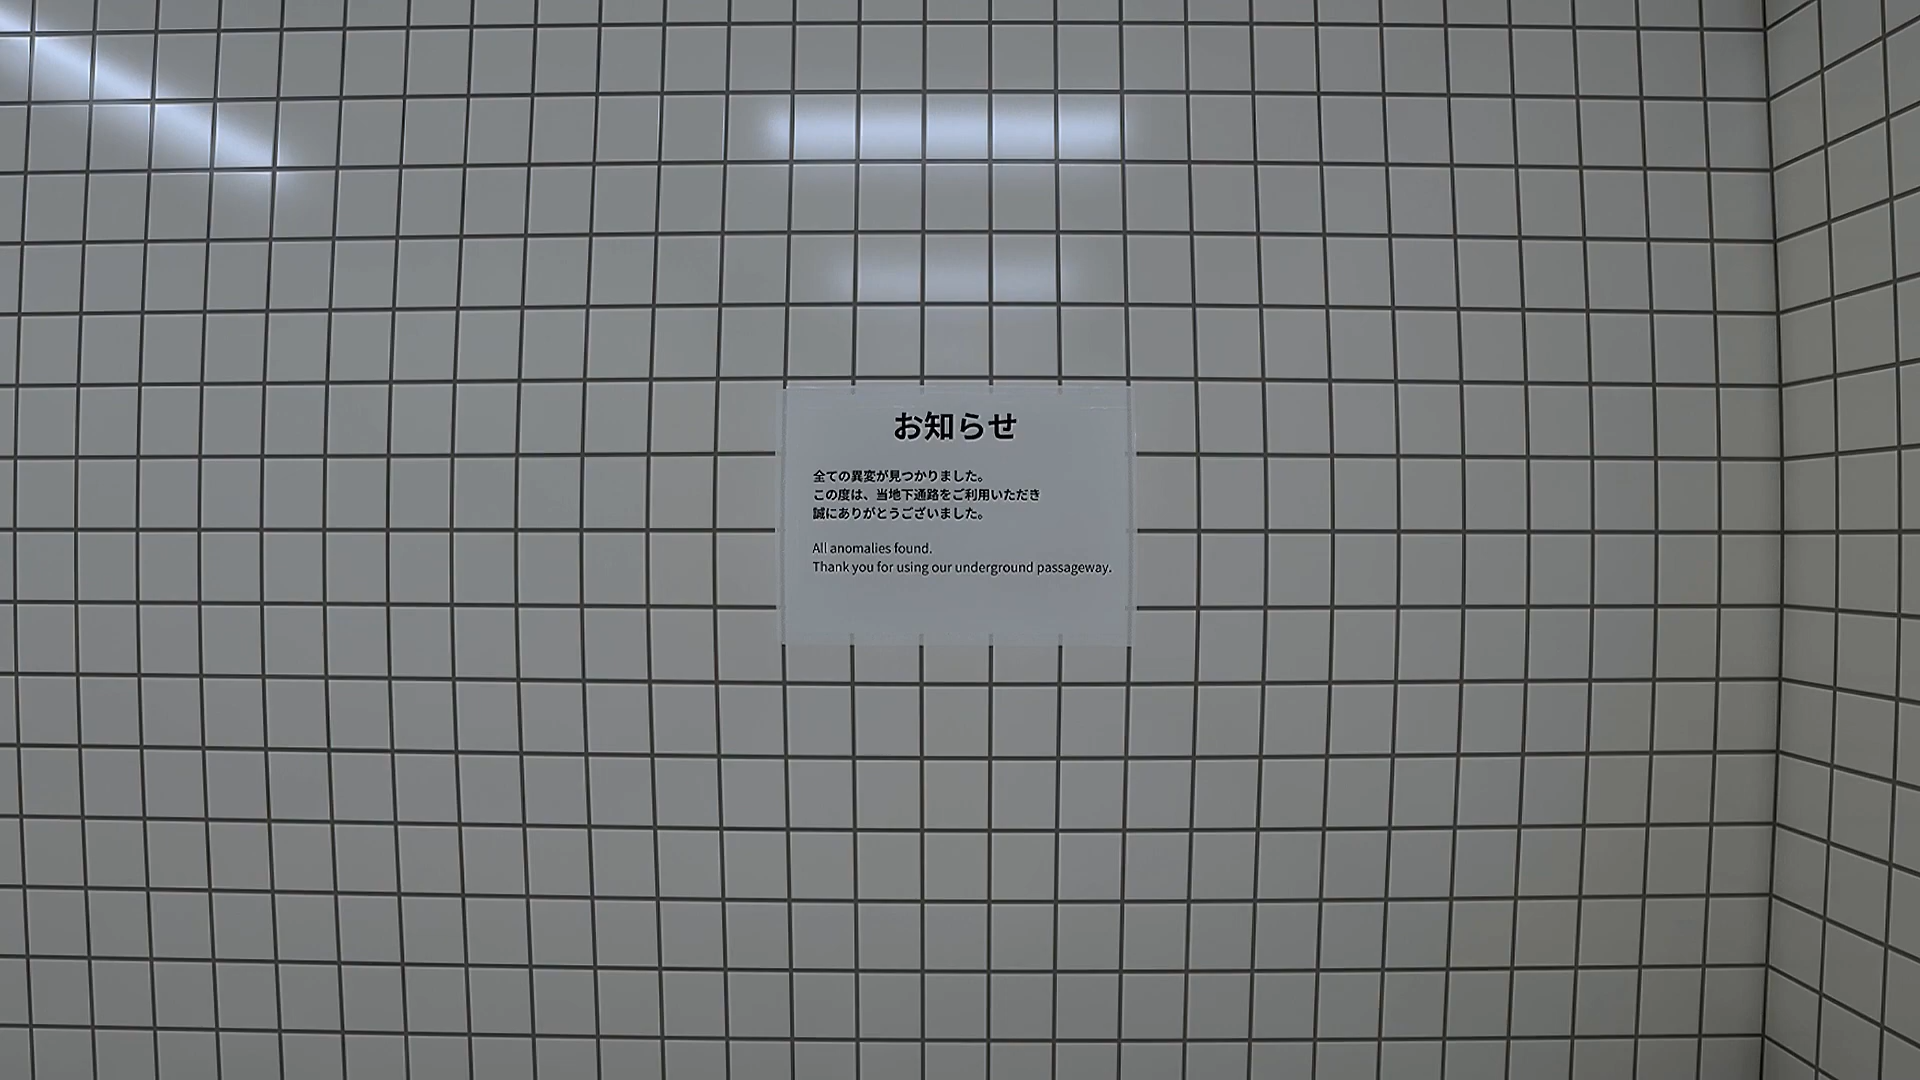 お知らせ
全ての異変が見つかりました。
この度は、当地下通路をご利用いただき
誠にありがとうございました。
All anomalies found.
Thank you for using our underground passageway.